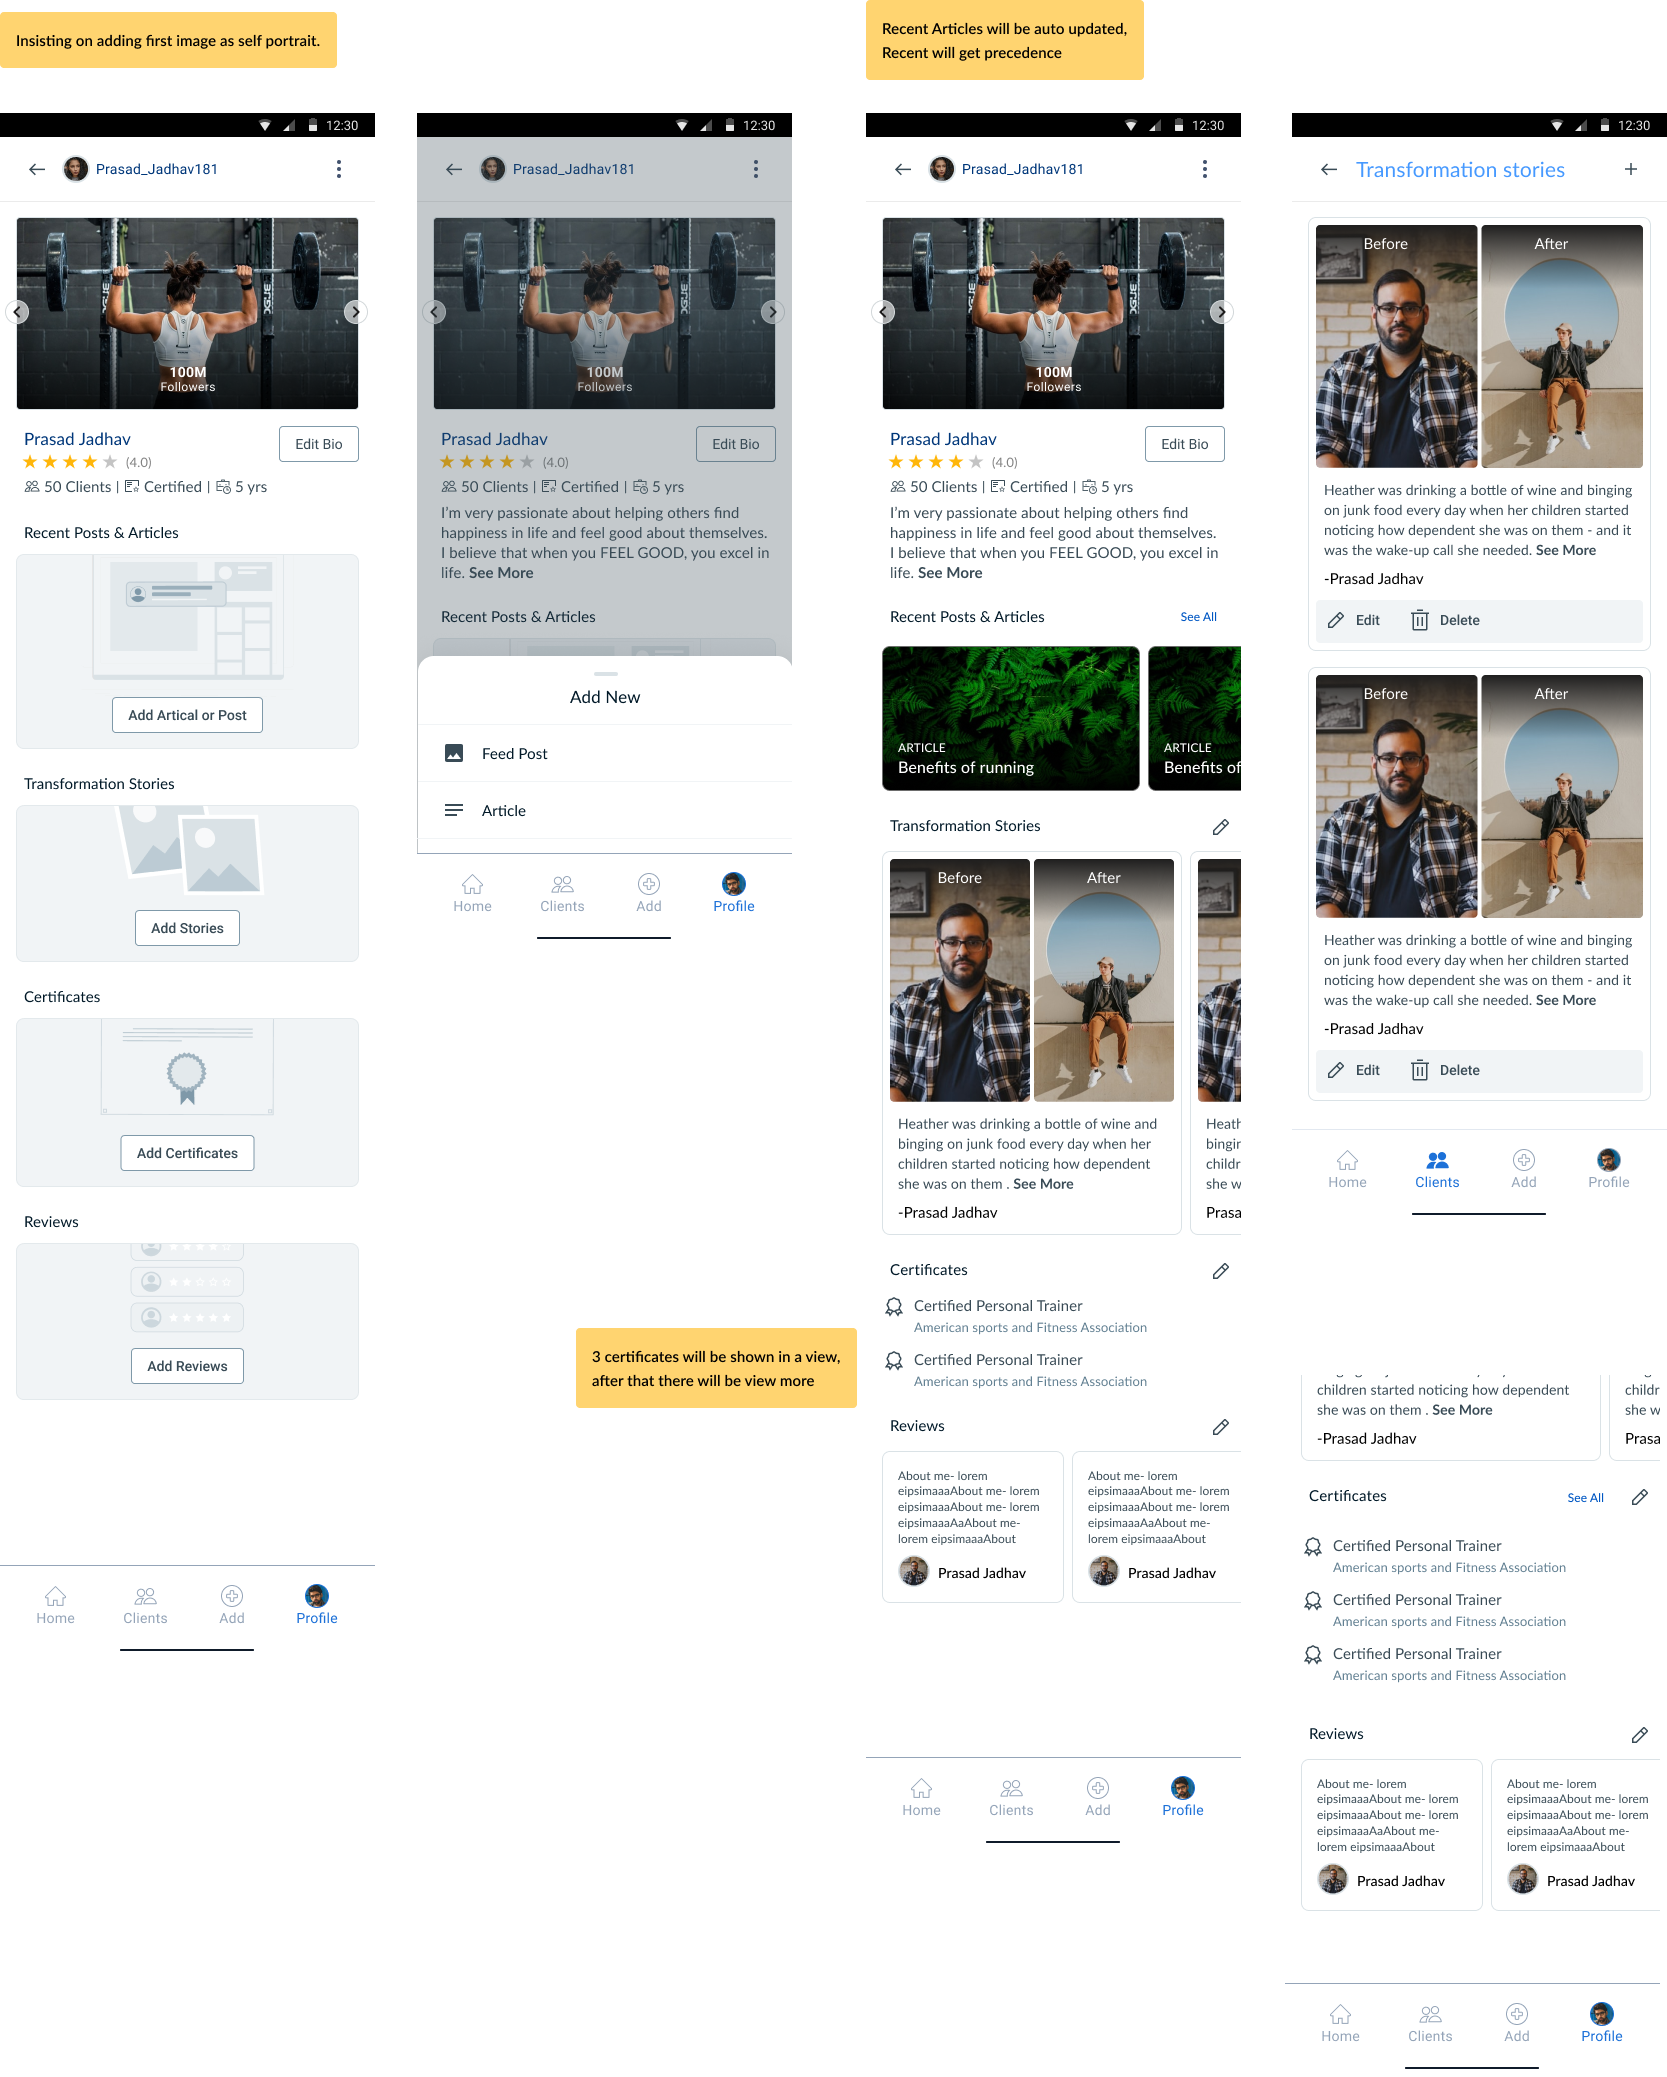 Insisting on adding first image as self portrait.
12:30
Prasad_Jadhav181
100M
Followers
Prasad Jadhav
Edit Bio
(4.0)
50 Clients | Certified | 5 yrs
Recent Posts & Articles
Add Artical or Post
Transformation Stories
Add Stories
Certificates
Add Certificates
Reviews
Add Reviews
Home
Clients
Add
Profile
12:30
Prasad_Jadhav181
100M
Followers
Prasad Jadhav
Edit Bio
(4.0)
50 Clients | Certified | 5 yrs
I'm very passionate about helping others find
happiness in life and feel good about themselves.
I believe that when you FEEL GOOD, you excel in
life. See More
Recent Posts & Articles
Add New
Feed Post
Article
Home
Clients
Add
Profile
3 certificates will be shown in a view,
after that there will be view more
Recent Articles will be auto updated,
Recent will get precedence
12:30
Prasad_Jadhav181
OGUE
100M
Followers
Prasad Jadhav
Edit Bio
(4.0)
50 Clients | Certified | 5 yrs
I'm very passionate about helping others find
happiness in life and feel good about themselves.
I believe that when you FEEL GOOD, you excel in
life. See More
Recent Posts & Articles
See All
ARTICLE
Benefits of running
ARTICLE
Benefits of
Transformation Stories
Before
After
Heather was drinking a bottle of wine and
binging on junk food every day when her
children started noticing how dependent
she was on them . See More
-Prasad Jadhav
Heath
bingin
childr
she w
Prasa
Certificates
Certified Personal Trainer
American sports and Fitness Association
Certified Personal Trainer
American sports and Fitness Association
Reviews
About me- lorem
eipsimaaaAbout me- lorem
eipsimaaaAbout me- lorem
eipsimaaAaAbout me-
lorem eipsimaaaAbout
Prasad Jadhav
About me- lorem
eipsimaaaAbout me- lorem
eipsimaaaAbout me- lorem
eipsimaaAaAbout me-
lorem eipsimaaaAbout
Prasad Jadhav
Home
Clients
Add
Profile
12:30
Transformation stories
Before
After
Heather was drinking a bottle of wine and binging
on junk food every day when her children started
noticing how dependent she was on them - and it
was the wake-up call she needed. See More
-Prasad Jadhav
Edit
Delete
Before
After
Heather was drinking a bottle of wine and binging
on junk food every day when her children started
noticing how dependent she was on them - and it
was the wake-up call she needed. See More
-Prasad Jadhav
Edit
Delete
Home
Clients
Add
Profile
children started noticing how dependent
she was on them . See More
-Prasad Jadhav
childr
she w
Prasa
Certificates
See All
Certified Personal Trainer
American sports and Fitness Association
Certified Personal Trainer
American sports and Fitness Association
Certified Personal Trainer
American sports and Fitness Association
Reviews
About me- lorem
eipsimaaaAbout me- lorem
eipsimaaaAbout me- lorem
eipsimaaAaAbout me-
lorem eipsimaaaAbout
Prasad Jadhav
About me- lorem
eipsimaaaAbout me- lorem
eipsimaaaAbout me- lorem
eipsimaaAaAbout me-
lorem eipsimaaaAbout
Prasad Jadhav
Home
Clients
Add
Profile